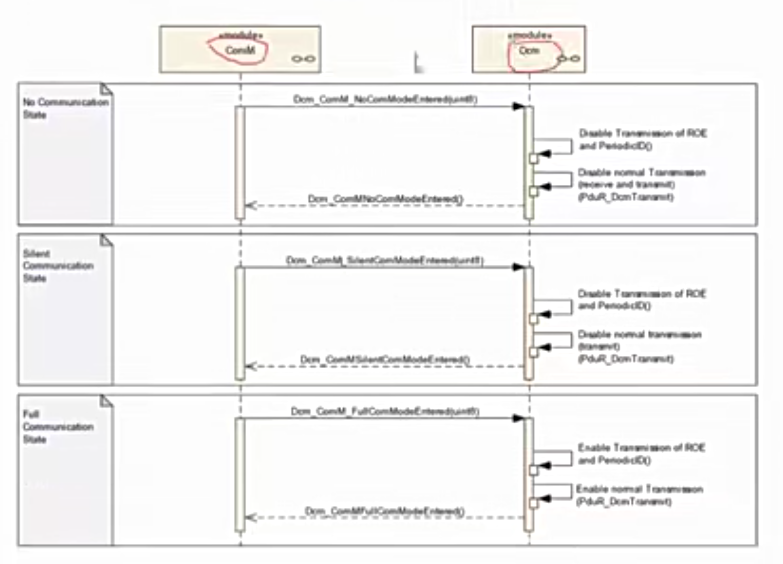 «module»
ComM
«module»
Dcm
No Communication
State
Dcm_ComM_NoComModeEntered(uint8)
Disable Transmission of ROE
and PeriodicID()
Disable normal Transmission
(receive and transmit)
(PduR_DcmTransmit)
Dcm_ComMNoComModeEntered()
Silent
Communication
State
Dcm_ComM_SilentComModeEntered(uint8)
Disable Transmission of ROE
and PeriodicID()
Disable normal transmission
(transmit)
(PduR_DcmTransmit)
Dcm_ComMSilentComModeEntered()
Full
Communication
State
Dcm_ComM_FullComModeEntered(uint8)
Enable Transmission of ROE
and PeriodicID()
Enable normal Transmission
(PduR_DcmTransmit)
Dcm_ComMFullComModeEntered()